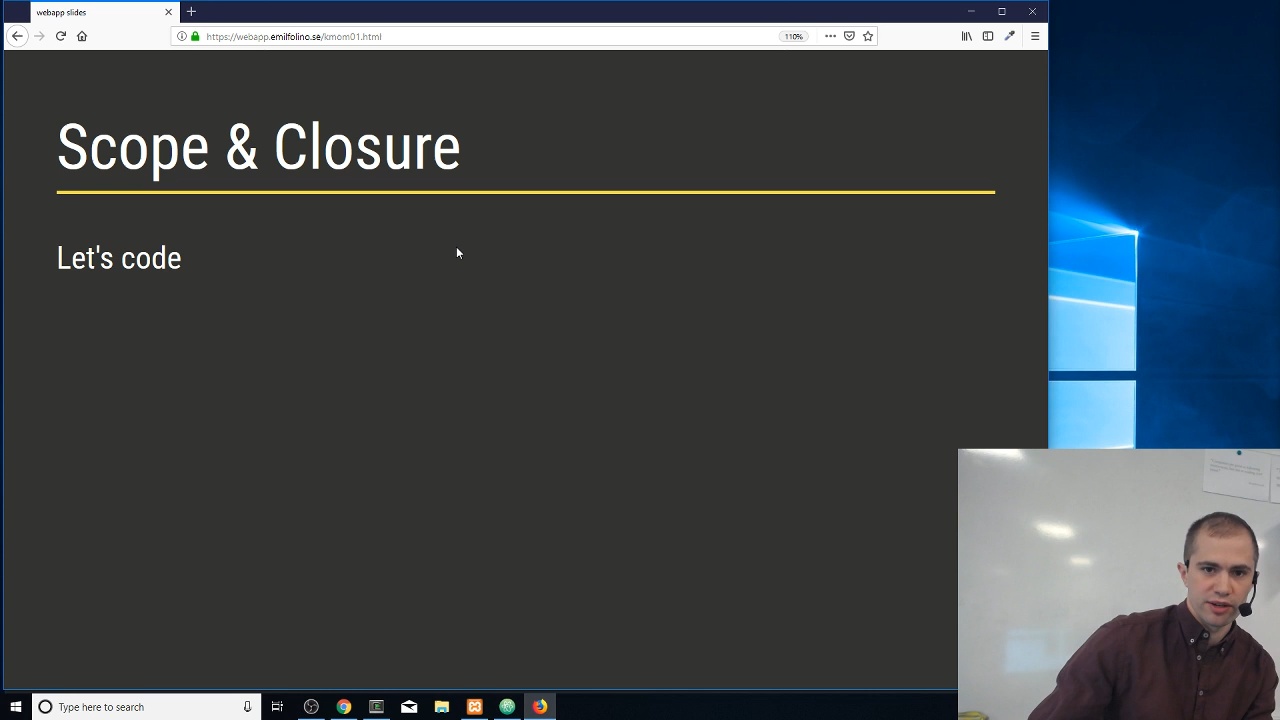 webapp slides
https://webapp.emilfolino.se/kmom01.html
110%
Scope & Closure
Let's code
Type here to search